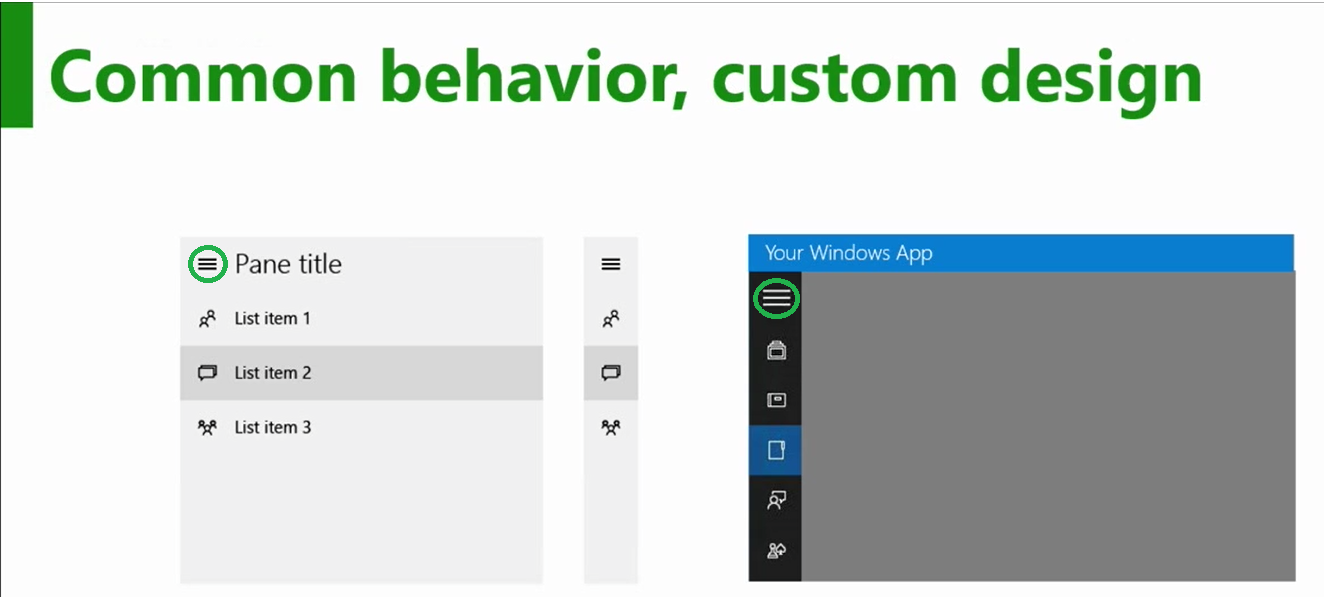 Common behavior, custom design
Pane title
List item 1
List item 2
List item 3
Your Windows App